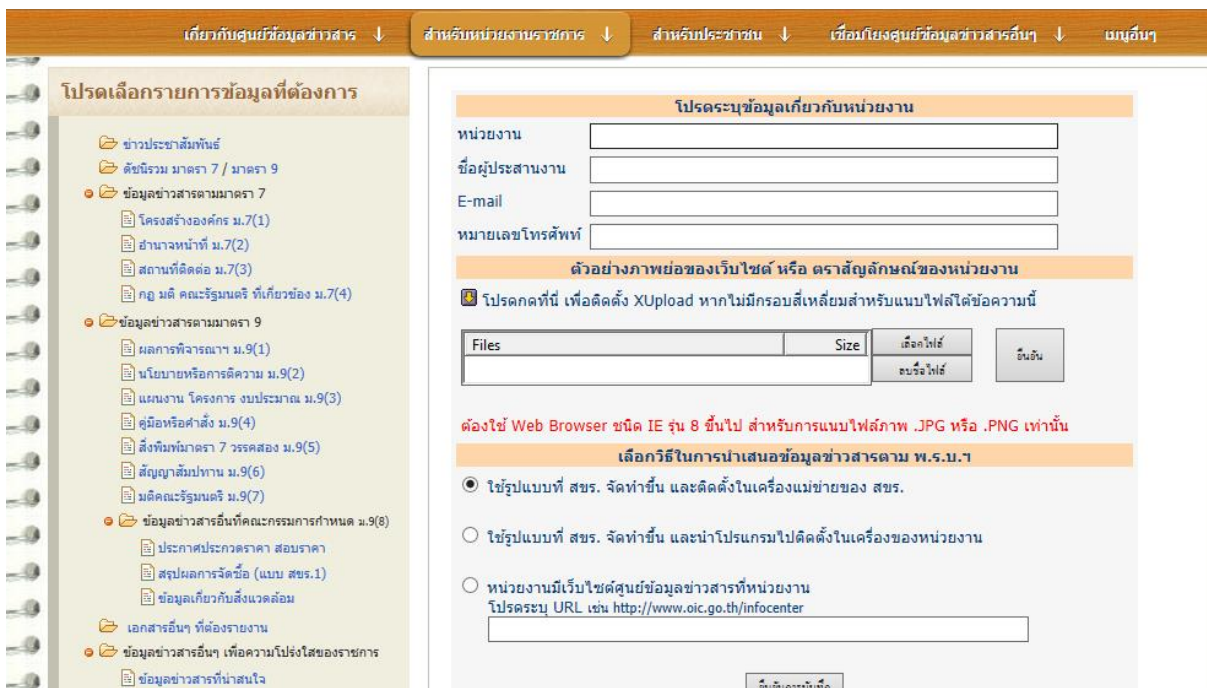 เกี่ยวกับศูนย์ข้อมูลข่าวสาร ↓ สำหรับหน่วยงานราชการ ↓ สำหรับประชาชน ↓ เชื่อมโยงศูนย์ข้อมูลข่าวสารอื่นๆ ↓ เมนูอื่นๆ
โปรดเลือกรายการข้อมูลที่ต้องการ
ข่าวประชาสัมพันธ์
ดัชนีรวม มาตรา 7 / มาตรา 9
ข้อมูลข่าวสารตามมาตรา 7
โครงสร้างองค์กร ม.7(1)
อำนาจหน้าที่ ม.7(2)
สถานที่ติดต่อ ม.7(3)
กฎ มติ คณะรัฐมนตรี ที่เกี่ยวข้อง ม.7(4)
ข้อมูลข่าวสารตามมาตรา 9
ผลการพิจารณาฯ ม.9(1)
นโยบายหรือการตีความ ม.9(2)
แผนงาน โครงการ งบประมาณ ม.9(3)
คู่มือหรือคำสั่ง ม.9(4)
สิ่งพิมพ์มาตรา 7 วรรคสอง ม.9(5)
สัญญาสัมปทาน ม.9(6)
มติคณะรัฐมนตรี ม.9(7)
ข้อมูลข่าวสารอื่นที่คณะกรรมการกำหนด ม.9(8)
ประกาศประกวดราคา สอบราคา
สรุปผลการจัดซื้อ (แบบ สขร.1)
ข้อมูลเกี่ยวกับสิ่งแวดล้อม
เอกสารอื่นๆ ที่ต้องรายงาน
ข้อมูลข่าวสารอื่นๆ เพื่อความโปร่งใสของราชการ
ข้อมูลข่าวสารที่น่าสนใจ
โปรดระบุข้อมูลเกี่ยวกับหน่วยงาน
หน่วยงาน
ชื่อผู้ประสานงาน
E-mail
หมายเลขโทรศัพท์
ตัวอย่างภาพย่อของเว็บไซต์ หรือ ตราสัญลักษณ์ของหน่วยงาน
โปรดกดที่นี่ เพื่อติดตั้ง XUpload หากไม่มีกรอบสี่เหลี่ยมสำหรับแนบไฟล์ใต้ข้อความนี้
Files Size เลือกไฟล์
ลบชื่อไฟล์
ยืนยัน
ต้องใช้ Web Browser ชนิด IE รุ่น 8 ขึ้นไป สำหรับการแนบไฟล์ภาพ .JPG หรือ .PNG เท่านั้น
เลือกวิธีในการนำเสนอข้อมูลข่าวสารตาม พ.ร.บ.ฯ
ใช้รูปแบบที่ สขร. จัดทำขึ้น และติดตั้งในเครื่องแม่ข่ายของ สขร.
ใช้รูปแบบที่ สขร. จัดทำขึ้น และนำโปรแกรมไปติดตั้งในเครื่องของหน่วยงาน
หน่วยงานมีเว็บไซต์ศูนย์ข้อมูลข่าวสารที่หน่วยงาน
โปรดระบุ URL เช่น http://www.oic.go.th/infocenter
ยืนยันการบันทึก